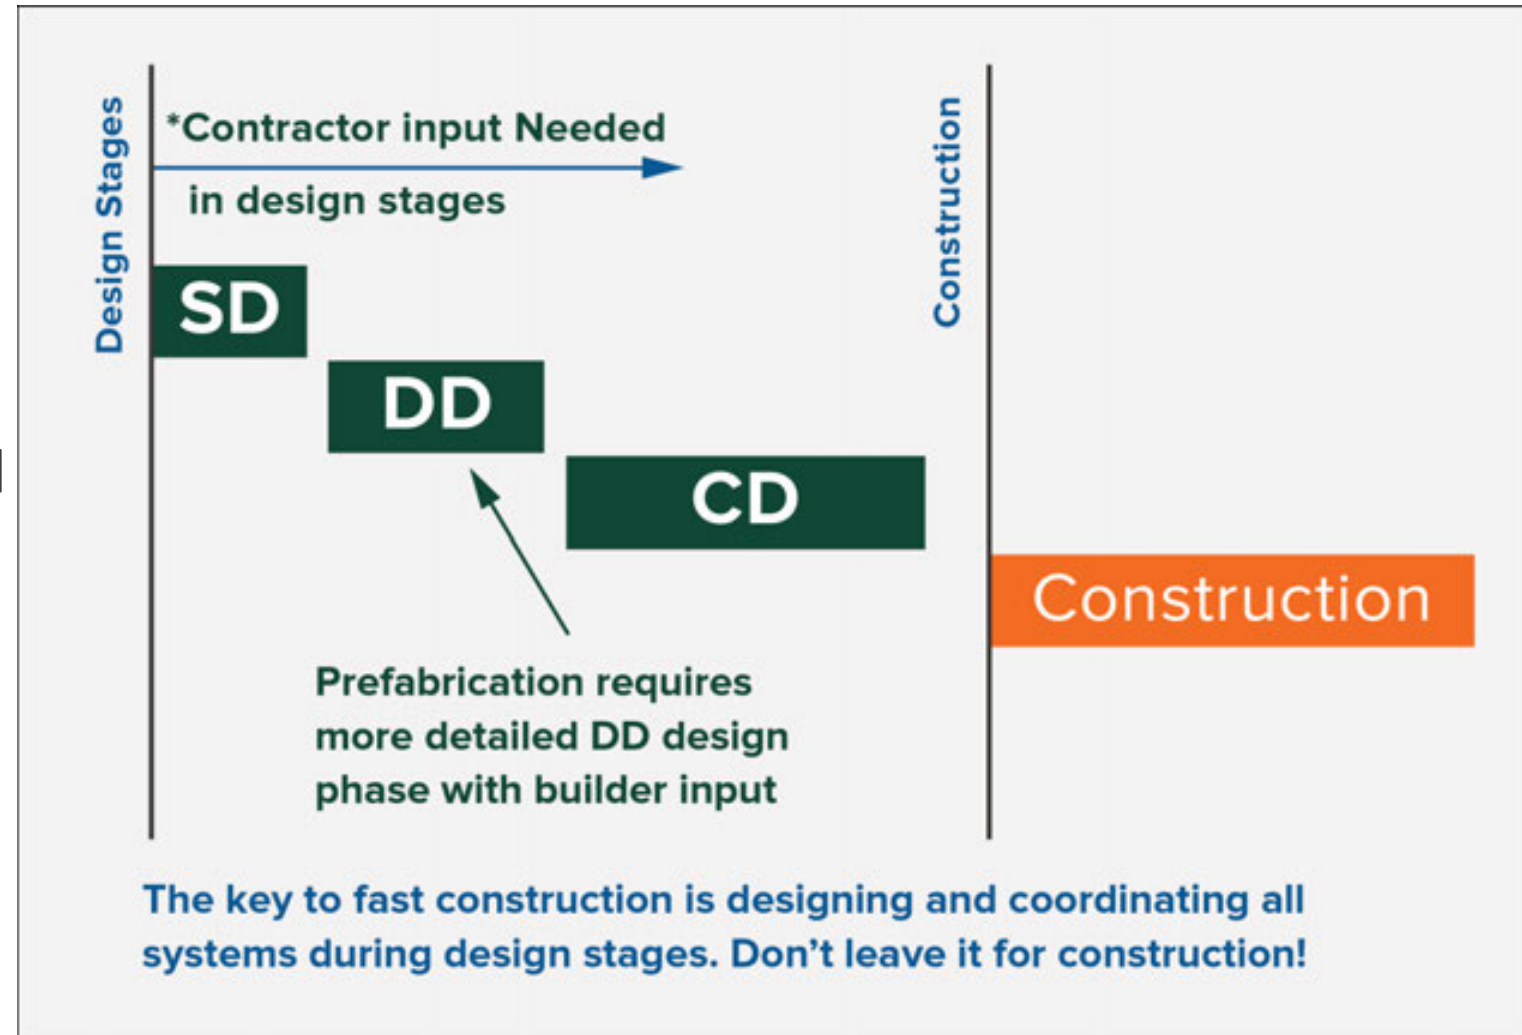 Design Stages
*Contractor input Needed
in design stages
Construction
SD
DD
CD
Construction
Prefabrication requires
more detailed DD design
phase with builder input
The key to fast construction is designing and coordinating all
systems during design stages. Don’t leave it for construction!